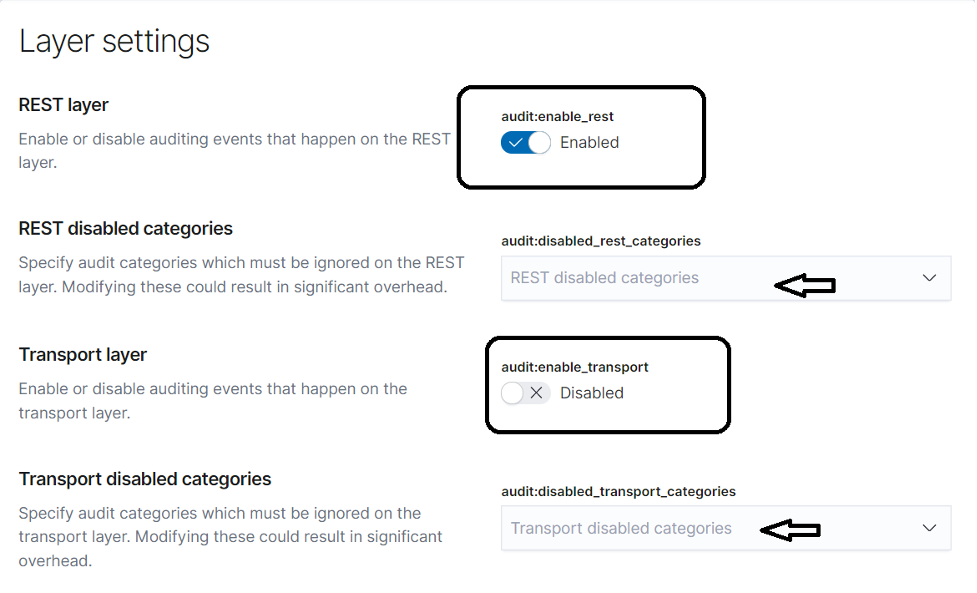 Layer settings
REST layer
Enable or disable auditing events that happen on the REST
layer.
audit:enable_rest
Enabled
REST disabled categories
Specify audit categories which must be ignored on the REST
layer. Modifying these could result in significant overhead.
audit:disabled_rest_categories
REST disabled categories
Transport layer
Enable or disable auditing events that happen on the
transport layer.
audit:enable_transport
Disabled
Transport disabled categories
Specify audit categories which must be ignored on the
transport layer. Modifying these could result in significant
overhead.
audit:disabled_transport_categories
Transport disabled categories